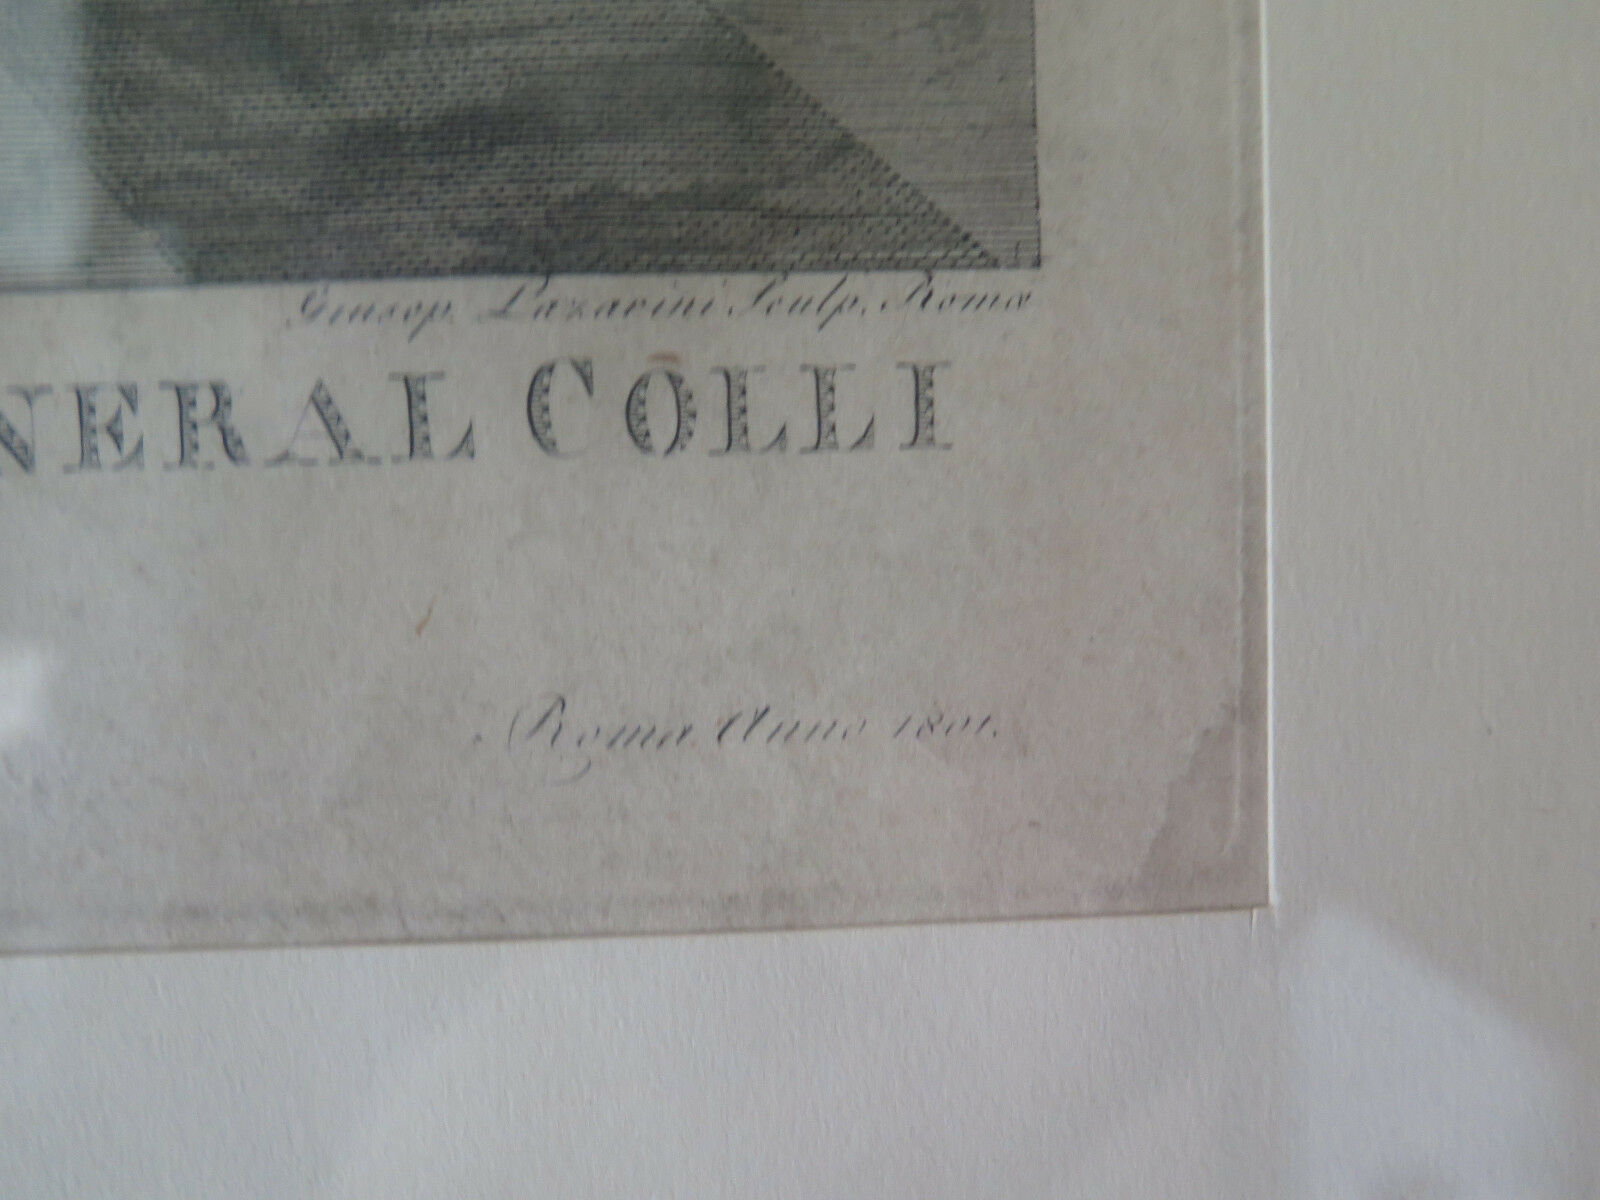 Giusep. Lazarini Sculp. Romæ
NERAL COLLI
Roma Anno 1801.